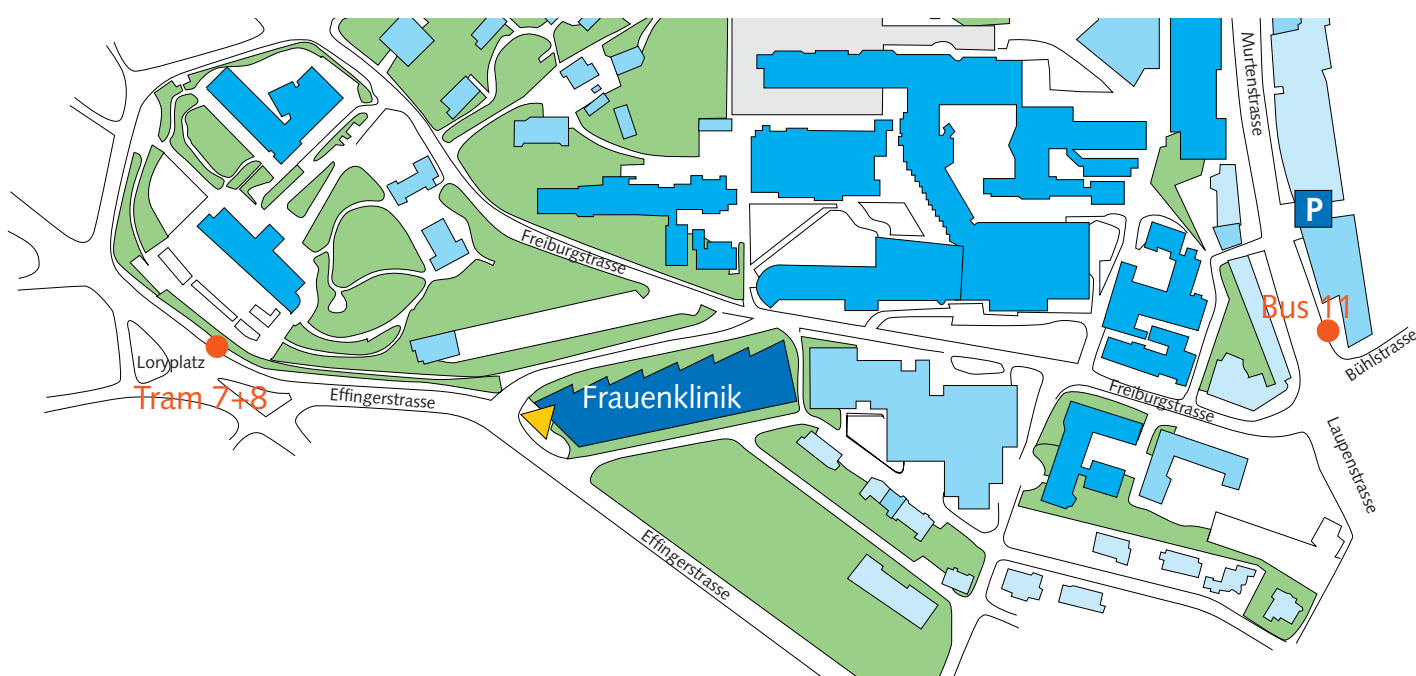 Murtenstrasse
P
Freiburgstrasse
Bus 11
Loryplatz
Bühlstrasse
Tram 7+8
Effingerstrasse
Frauenklinik
Freiburgstrasse
Laupenstrasse
Effingerstrasse